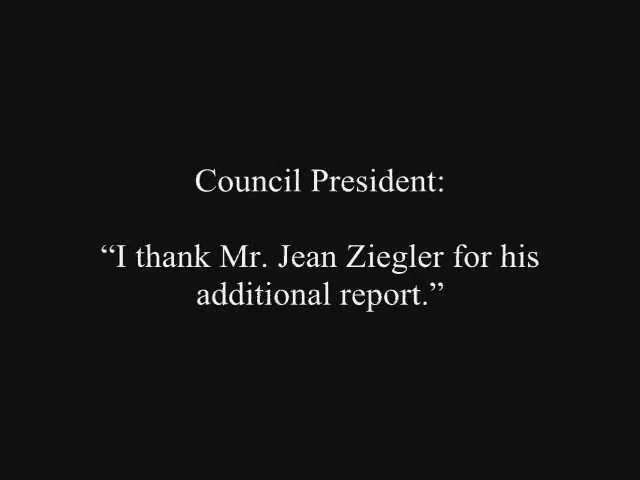 Council President:
“I thank Mr. Jean Ziegler for his
additional report.”